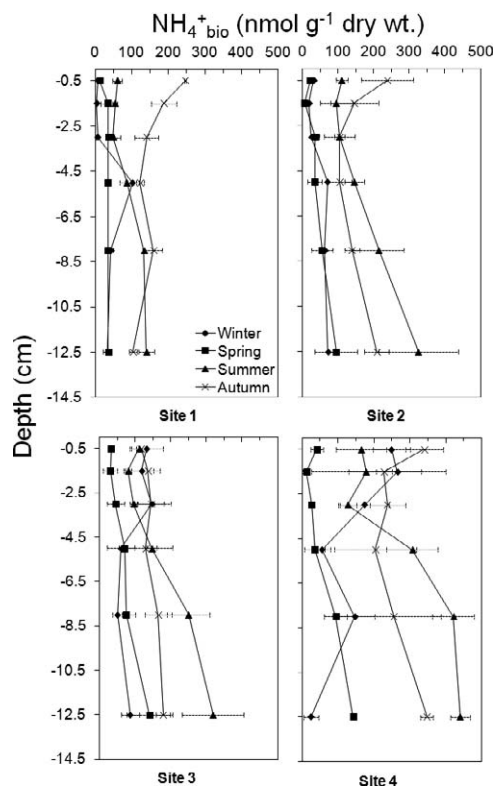 NH₄⁺bio (nmol g⁻¹ dry wt.)
0 100 200 300 400 500
0 100 200 300 400 500
Depth (cm)
-0.5
-2.5
-4.5
-6.5
-8.5
-10.5
-12.5
-14.5
Winter
Spring
Summer
Autumn
Site 1
Site 2
-0.5
-2.5
-4.5
-6.5
-8.5
-10.5
-12.5
-14.5
Site 3
SIte 4